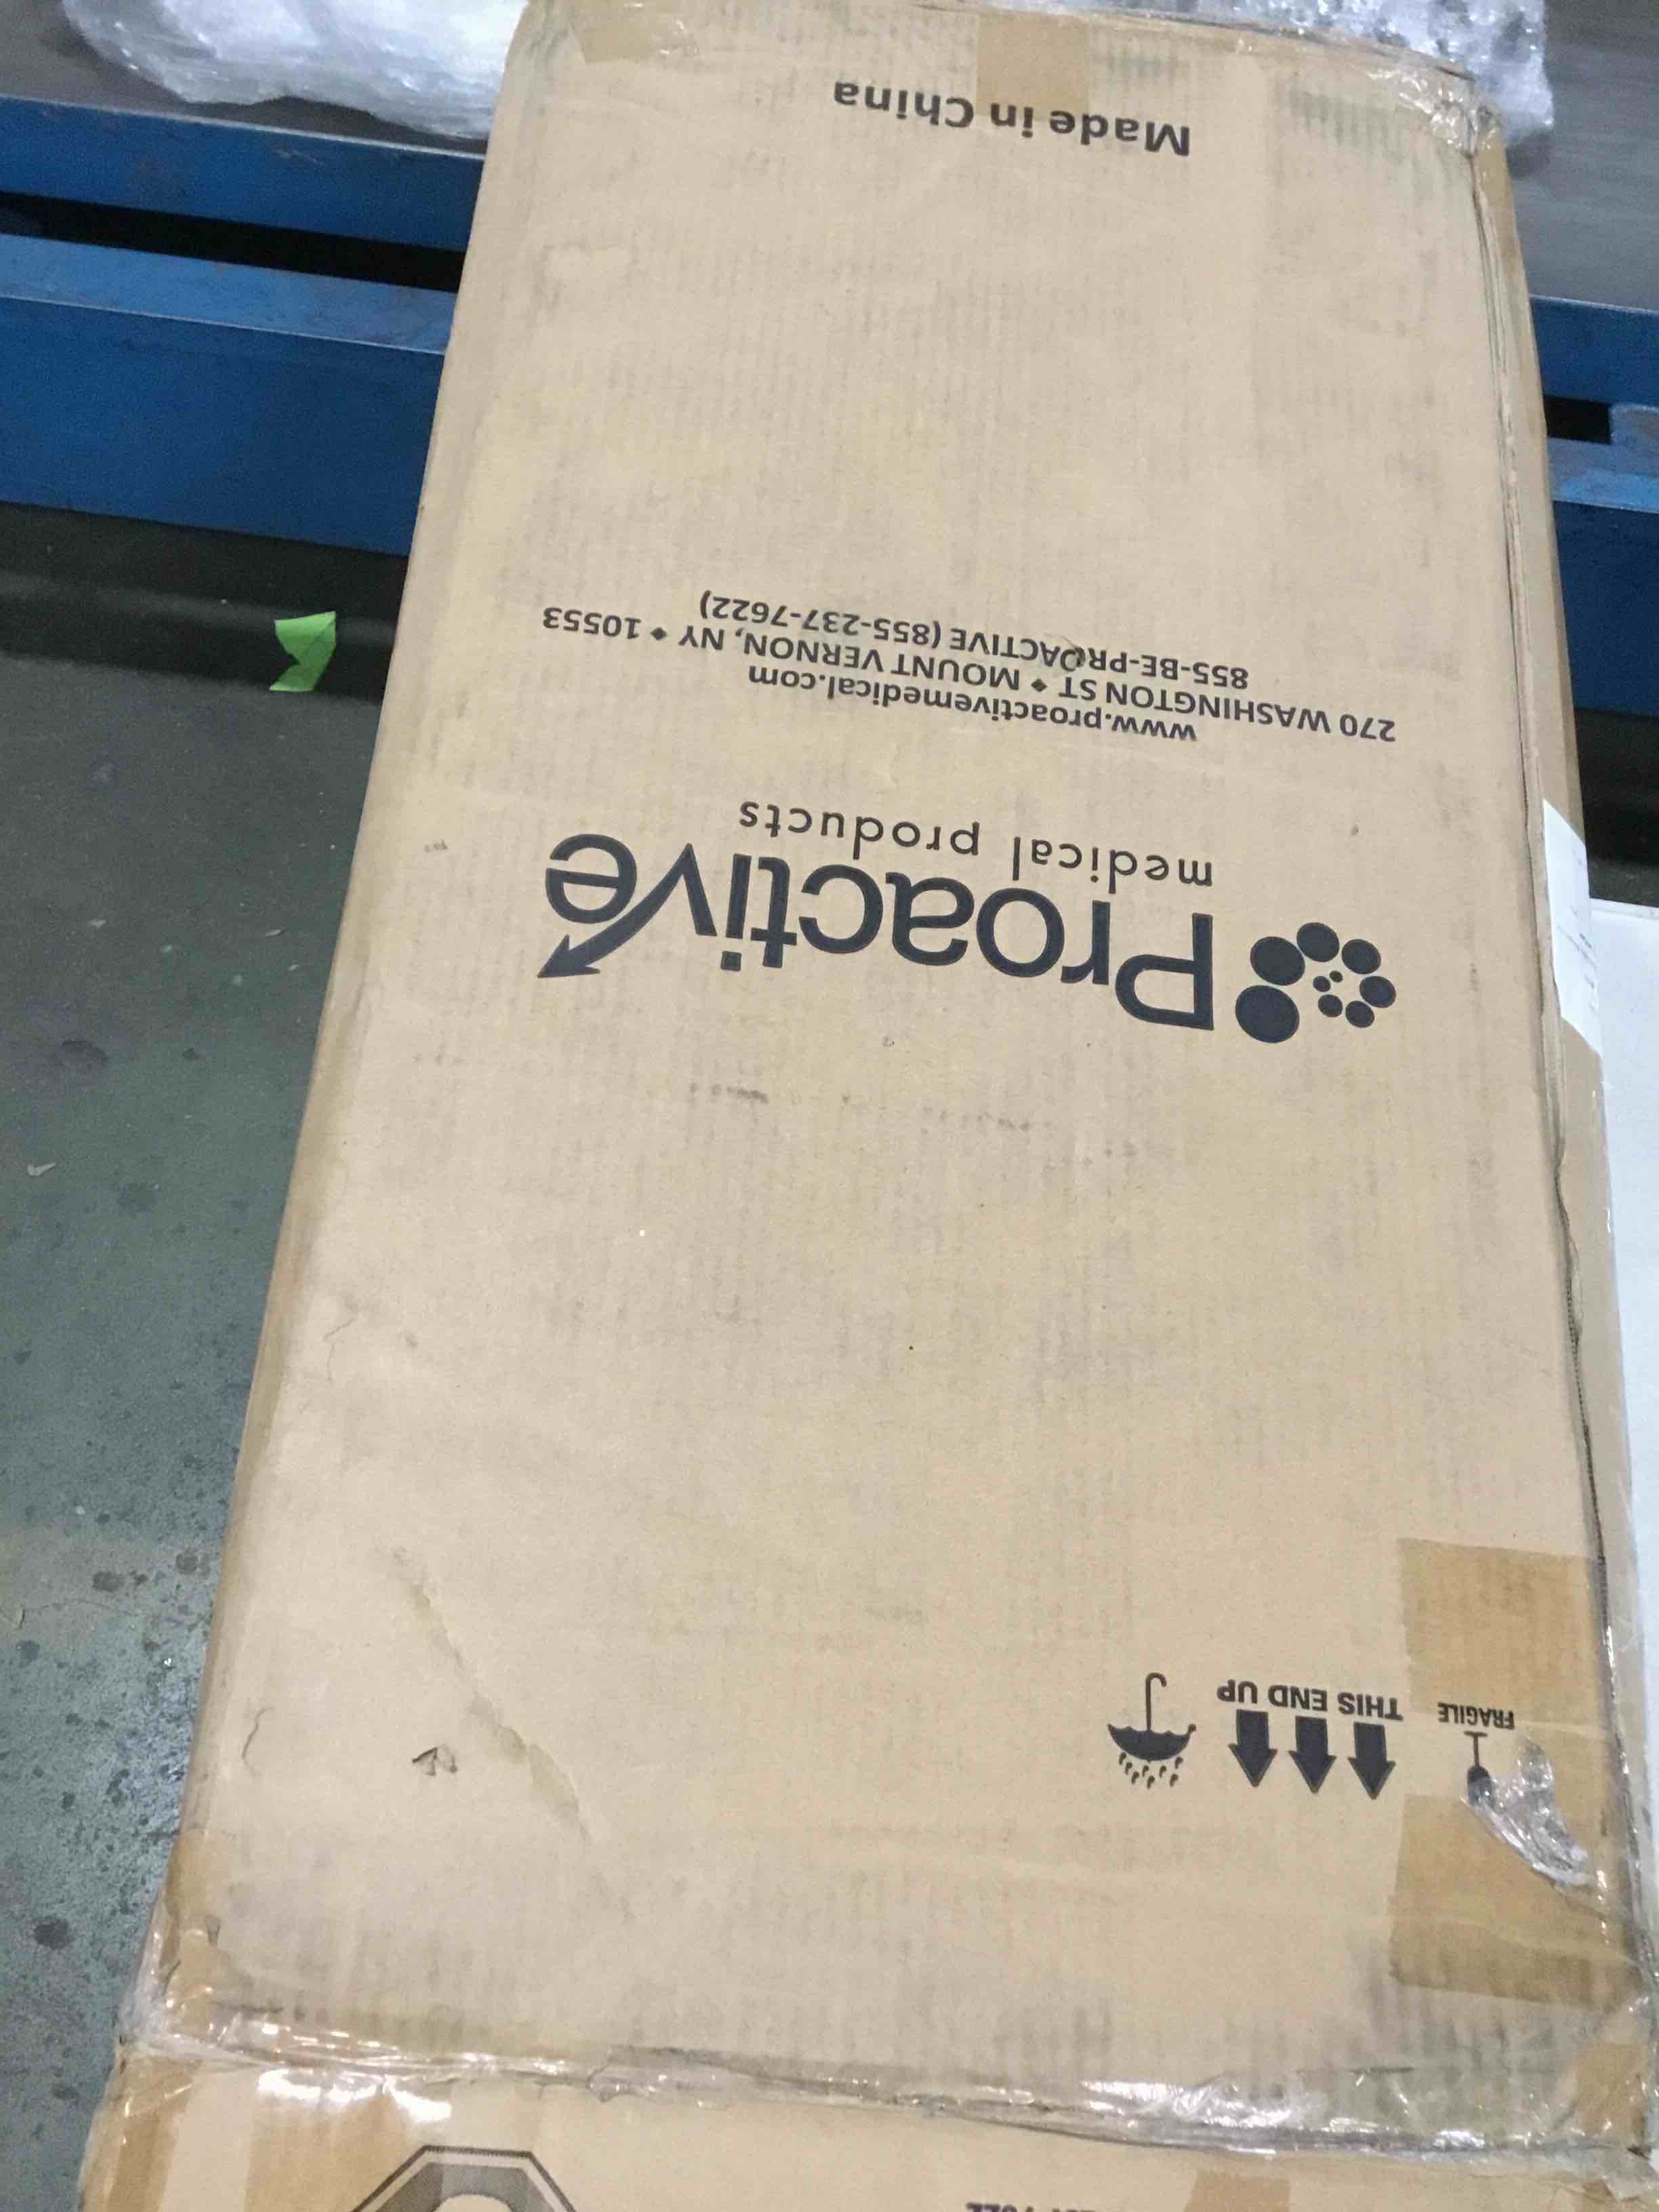 FRAGILE
THIS END UP
Proactive
medical products
www.proactivemedical.com
270 WASHINGTON ST • MOUNT VERNON, NY • 10553
855-BE-PROACTIVE (855-237-7622)
Made in China